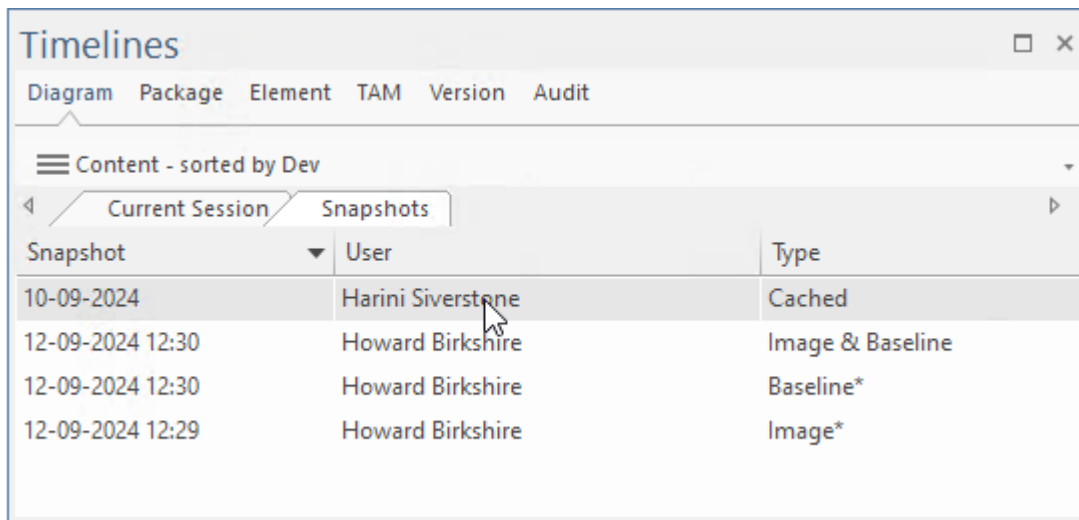 Timelines
Diagram Package Element TAM Version Audit
Content - sorted by Dev
Current Session Snapshots
Snapshot User Type
10-09-2024 Harini Siverstone Cached
12-09-2024 12:30 Howard Birkshire Image & Baseline
12-09-2024 12:30 Howard Birkshire Baseline*
12-09-2024 12:29 Howard Birkshire Image*